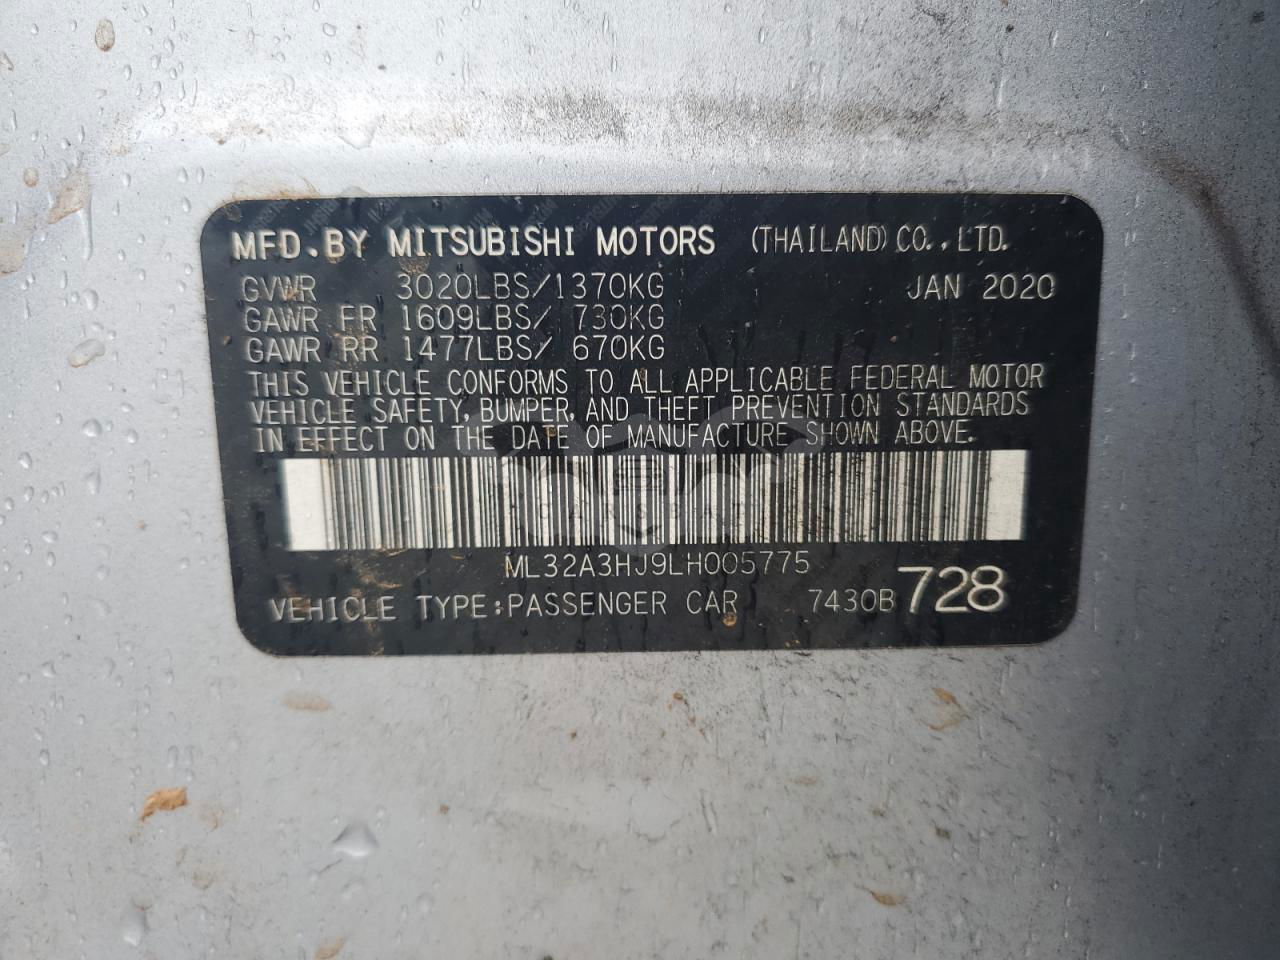 MFD.BY MITSUBISHI MOTORS (THAILAND) CO.,LTD.
GVWR 3020LBS/1370KG JAN 2020
GAWR FR 1609LBS/ 730KG
GAWR RR 1477LBS/ 670KG
THIS VEHICLE CONFORMS TO ALL APPLICABLE FEDERAL MOTOR
VEHICLE SAFETY, BUMPER, AND THEFT PREVENTION STANDARDS
IN EFFECT ON THE DATE OF MANUFACTURE SHOWN ABOVE.
ML32A3HJ9LH005775
VEHICLE TYPE:PASSENGER CAR 7430B 728